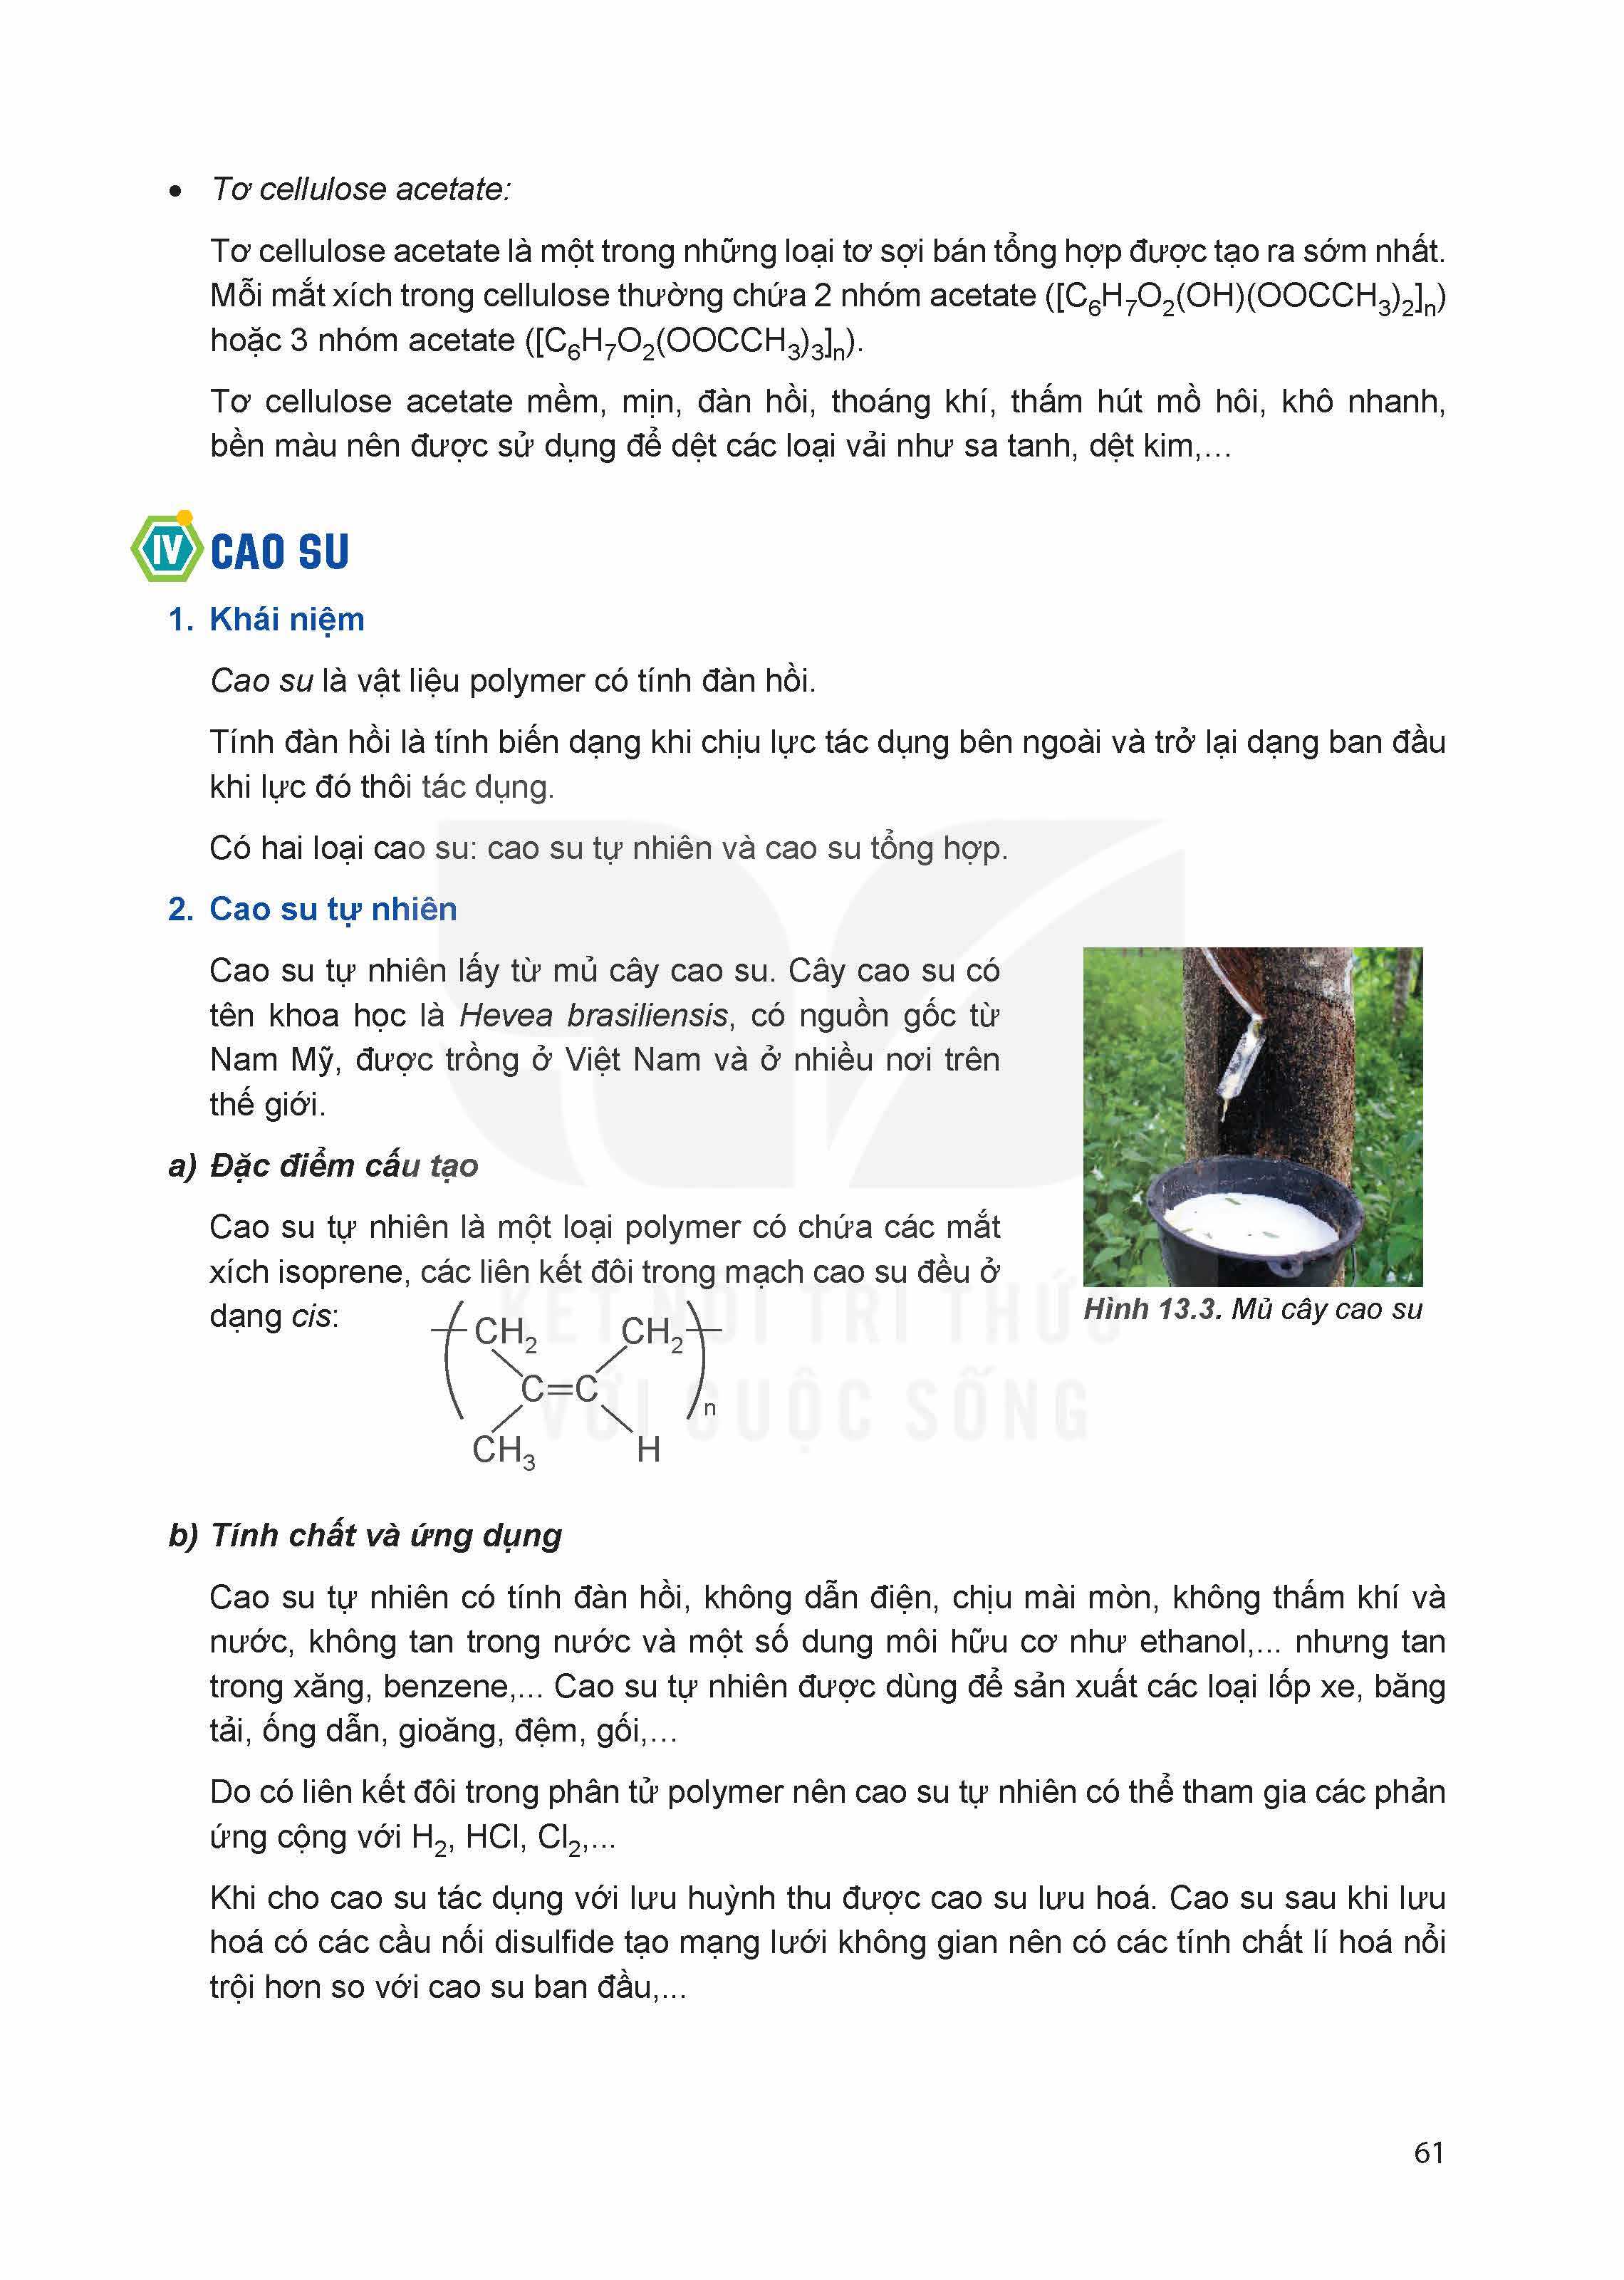 • Tơ cellulose acetate:
Tơ cellulose acetate là một trong những loại tơ sợi bán tổng hợp được tạo ra sớm nhất.
Mỗi mắt xích trong cellulose thường chứa 2 nhóm acetate ([C₆H₇O₂(OH)(OOCCH₃)₂]ₙ)
hoặc 3 nhóm acetate ([C₆H₇O₂(OOCCH₃)₃]ₙ).
Tơ cellulose acetate mềm, mịn, đàn hồi, thoáng khí, thấm hút mồ hôi, khô nhanh,
bền màu nên được sử dụng để dệt các loại vải như sa tanh, dệt kim,...
IV CAO SU
1. Khái niệm
Cao su là vật liệu polymer có tính đàn hồi.
Tính đàn hồi là tính biến dạng khi chịu lực tác dụng bên ngoài và trở lại dạng ban đầu
khi lực đó thôi tác dụng.
Có hai loại cao su: cao su tự nhiên và cao su tổng hợp.
2. Cao su tự nhiên
Cao su tự nhiên lấy từ mủ cây cao su. Cây cao su có
tên khoa học là Hevea brasiliensis, có nguồn gốc từ
Nam Mỹ, được trồng ở Việt Nam và ở nhiều nơi trên
thế giới.
a) Đặc điểm cấu tạo
Cao su tự nhiên là một loại polymer có chứa các mắt
xích isoprene, các liên kết đôi trong mạch cao su đều ở
dạng cis:
CH₂ CH₂
C=C
n
CH₃ H
Hình 13.3. Mủ cây cao su
KẾT NỐI TRI THỨC
VỚI CUỘC SỐNG
b) Tính chất và ứng dụng
Cao su tự nhiên có tính đàn hồi, không dẫn điện, chịu mài mòn, không thấm khí và
nước, không tan trong nước và một số dung môi hữu cơ như ethanol,... nhưng tan
trong xăng, benzene,... Cao su tự nhiên được dùng để sản xuất các loại lốp xe, băng
tải, ống dẫn, gioăng, đệm, gối,...
Do có liên kết đôi trong phân tử polymer nên cao su tự nhiên có thể tham gia các phản
ứng cộng với H₂, HCl, Cl₂,...
Khi cho cao su tác dụng với lưu huỳnh thu được cao su lưu hoá. Cao su sau khi lưu
hoá có các cầu nối disulfide tạo mạng lưới không gian nên có các tính chất lí hoá nổi
trội hơn so với cao su ban đầu,...
61